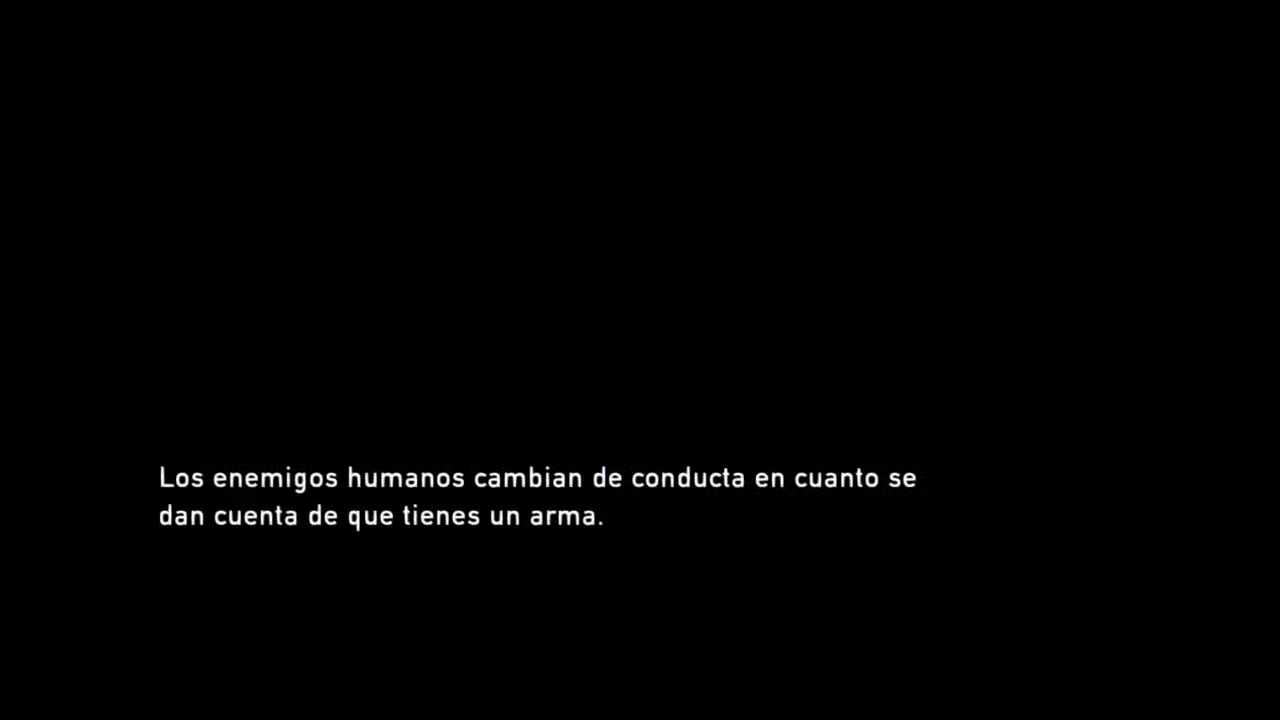 Los enemigos humanos cambian de conducta en cuanto se
dan cuenta de que tienes un arma.